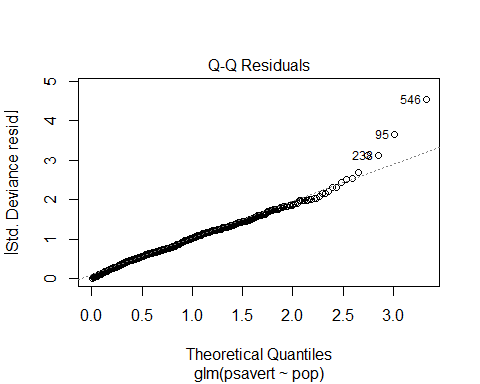 Q-Q Residuals
|Std. Deviance resid.|
5
4
3
2
1
0
546
95
238
0.0 0.5 1.0 1.5 2.0 2.5 3.0
Theoretical Quantiles
glm(psavert ~ pop)